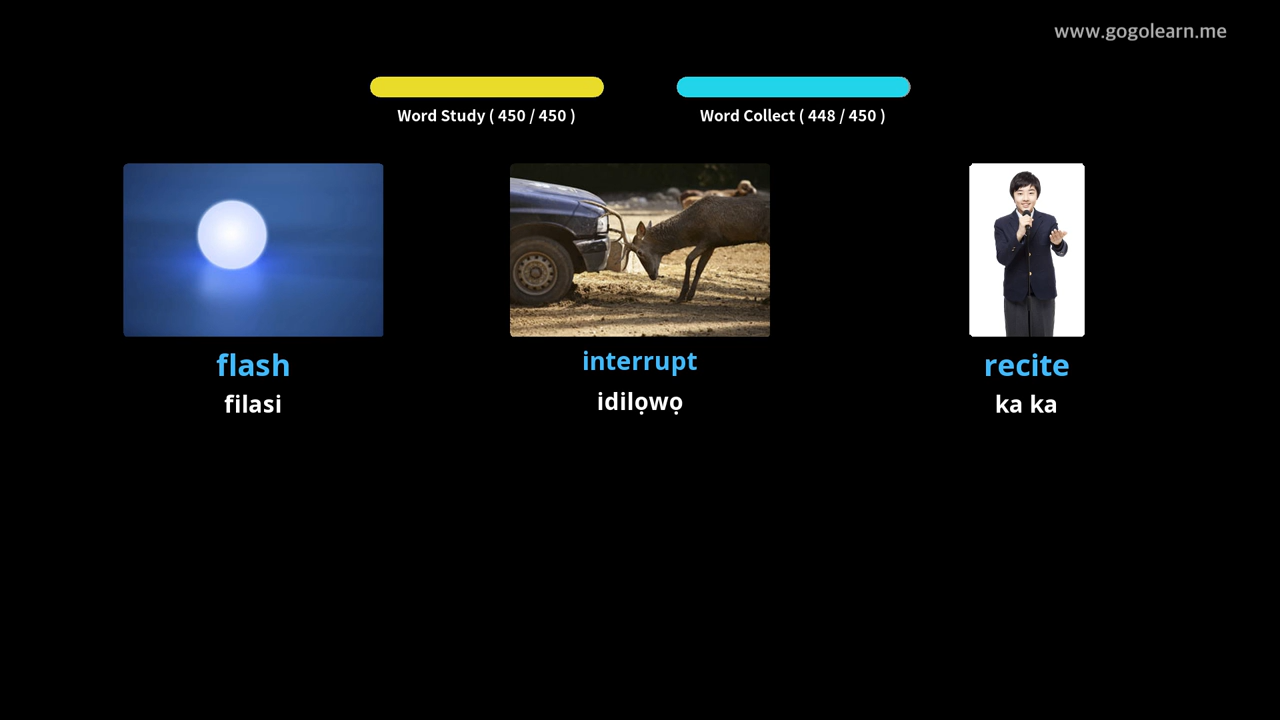 www.gogolearn.me
Word Study ( 450 / 450 )
Word Collect ( 448 / 450 )
flash
interrupt
recite
filasi
idilọwọ
ka ka